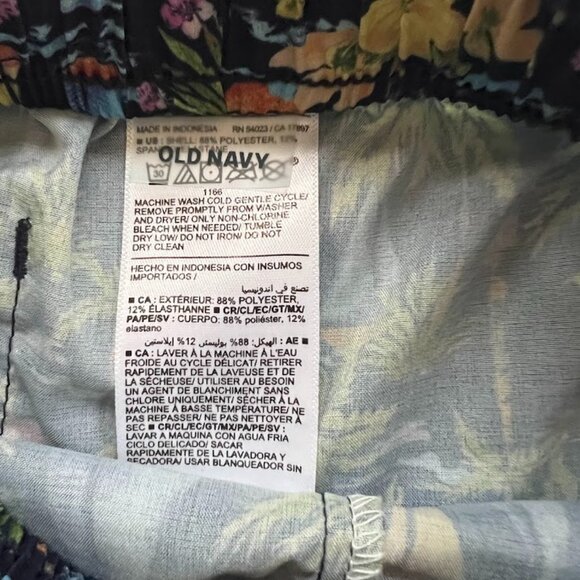 MADE IN INDONESIA RN 54023 / CA 17897
■ US : SHELL: 88% POLYESTER, 12%
OLD NAVY ®
30
1166
MACHINE WASH COLD GENTLE CYCLE/
REMOVE PROMPTLY FROM WASHER
AND DRYER/ ONLY NON-CHLORINE
BLEACH WHEN NEEDED/ TUMBLE
DRY LOW/ DO NOT IRON/ DO NOT
DRY CLEAN
HECHO EN INDONESIA CON INSUMOS
IMPORTADOS /
تصنع في اندونيسيا
■ CA : EXTÉRIEUR: 88% POLYESTER,
12% ÉLASTHANNE ■ CR/CL/EC/GT/MX/
PA/PE/SV : CUERPO: 88% poliéster, 12%
elastano
■ AE : الهيكل: 88% بوليستر 12% إيلاستين
■ CA : LAVER À LA MACHINE À L'EAU
FROIDE AU CYCLE DÉLICAT/ RETIRER
RAPIDEMENT DE LA LAVEUSE ET DE
LA SÉCHEUSE/ UTILISER AU BESOIN
UN AGENT DE BLANCHIMENT SANS
CHLORE UNIQUEMENT/ SÉCHER À LA
MACHINE À BASSE TEMPÉRATURE/ NE
PAS REPASSER/ NE PAS NETTOYER À
SEC ■ CR/CL/EC/GT/MX/PA/PE/SV :
LAVAR A MAQUINA CON AGUA FRIA
CICLO DELICADO/ SACAR
RAPIDAMENTE DE LA LAVADORA Y
SECADORA/ USAR BLANQUEADOR SIN